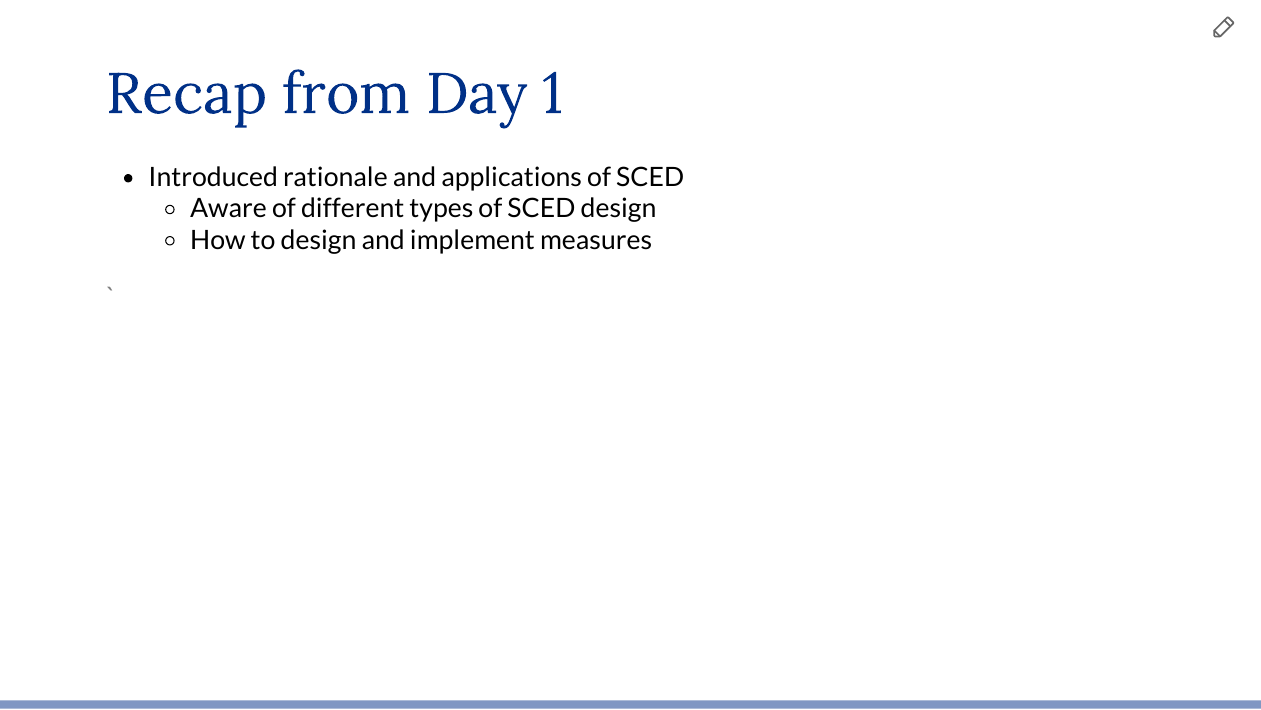 Recap from Day 1
• Introduced rationale and applications of SCED
○ Aware of different types of SCED design
○ How to design and implement measures
`